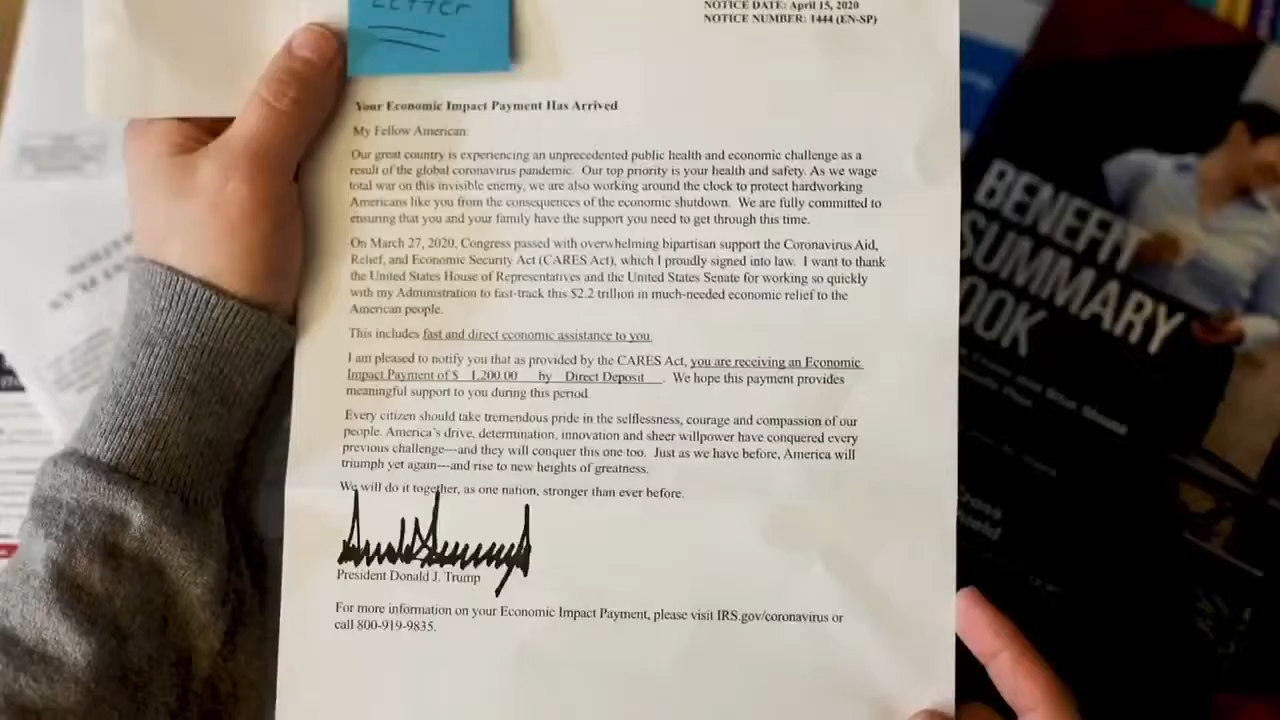 Letter
NOTICE DATE: April 15, 2020
NOTICE NUMBER: 1444 (EN-SP)
Your Economic Impact Payment Has Arrived
My Fellow American:
Our great country is experiencing an unprecedented public health and economic challenge as a
result of the global coronavirus pandemic. Our top priority is your health and safety. As we wage
total war on this invisible enemy, we are also working around the clock to protect hardworking
Americans like you from the consequences of the economic shutdown. We are fully committed to
ensuring that you and your family have the support you need to get through this time.
On March 27, 2020, Congress passed with overwhelming bipartisan support the Coronavirus Aid,
Relief, and Economic Security Act (CARES Act), which I proudly signed into law. I want to thank
the United States House of Representatives and the United States Senate for working so quickly
with my Administration to fast-track this $2.2 trillion in much-needed economic relief to the
American people.
This includes fast and direct economic assistance to you.
I am pleased to notify you that as provided by the CARES Act, you are receiving an Economic
Impact Payment of $ 1,200.00 by Direct Deposit . We hope this payment provides
meaningful support to you during this period.
Every citizen should take tremendous pride in the selflessness, courage and compassion of our
people. America's drive, determination, innovation and sheer willpower have conquered every
previous challenge—and they will conquer this one too. Just as we have before, America will
triumph yet again—and rise to new heights of greatness.
We will do it together, as one nation, stronger than ever before.
President Donald J. Trump
For more information on your Economic Impact Payment, please visit IRS.gov/coronavirus or
call 800-919-9835.
BENEFIT
SUMMARY
OOK